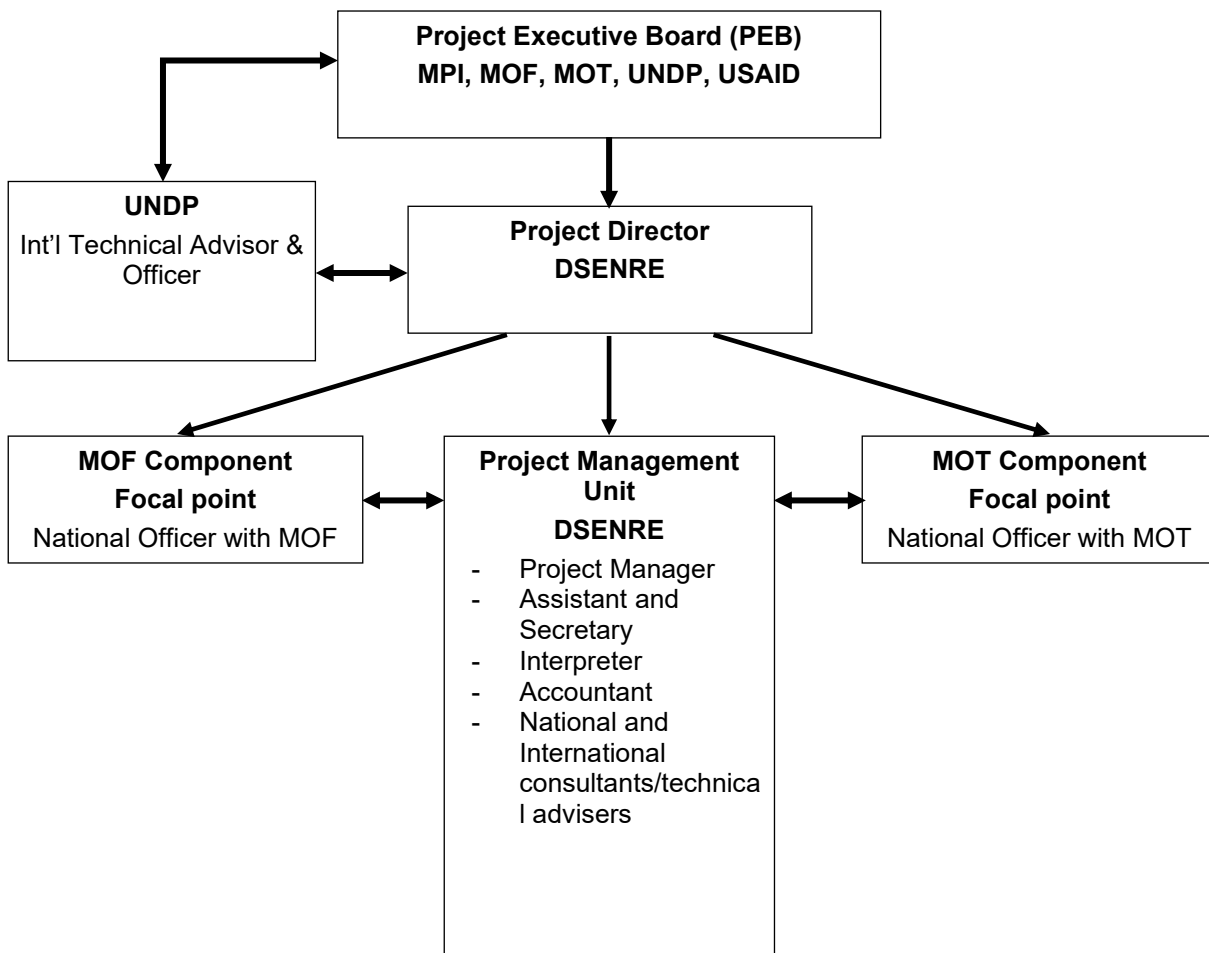 Project Executive Board (PEB)
MPI, MOF, MOT, UNDP, USAID
UNDP
Int’l Technical Advisor &
Officer
Project Director
DSENRE
MOF Component
Focal point
National Officer with MOF
Project Management
Unit
DSENRE
- Project Manager
- Assistant and
Secretary
- Interpreter
- Accountant
- National and
International
consultants/technica
l advisers
MOT Component
Focal point
National Officer with MOT